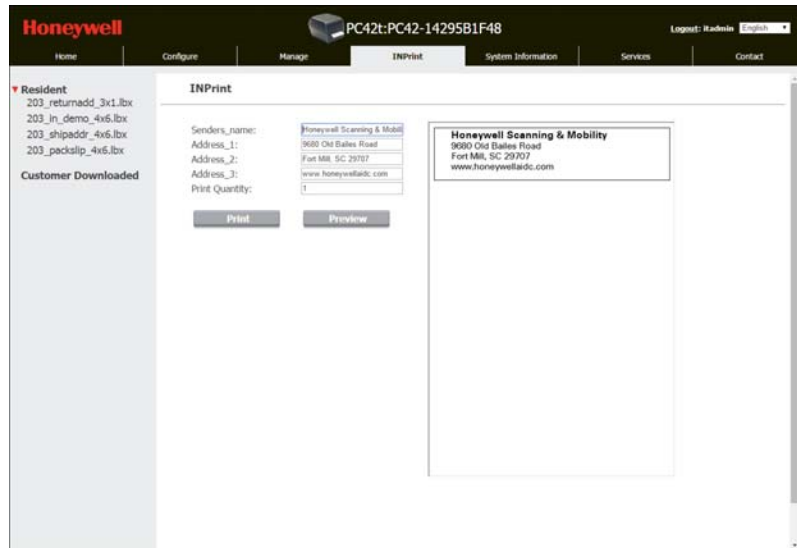 Honeywell
PC42t:PC42-14295B1F48
Logout: itadmin English
Home Configure Manage INPrint System Information Services Contact
Resident
203_returnadd_3x1.lbx
203_in_demo_4x6.lbx
203_shipaddr_4x6.lbx
203_packslip_4x6.lbx
Customer Downloaded
INPrint
Senders_name: Honeywell Scanning & Mobili
Address_1: 9680 Old Bailes Road
Address_2: Fort Mill, SC 29707
Address_3: www.honeywellaidc.com
Print Quantity: 1
Print Preview
Honeywell Scanning & Mobility
9680 Old Bailes Road
Fort Mill, SC 29707
www.honeywellaidc.com